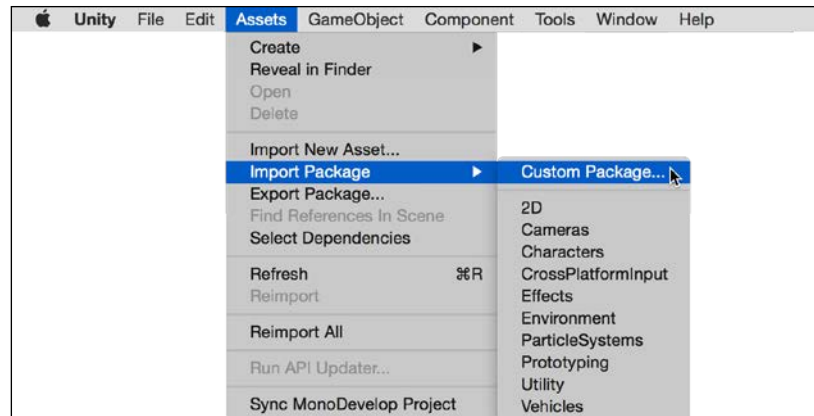 Unity File Edit Assets GameObject Component Tools Window Help
Create
Reveal in Finder
Open
Delete
Import New Asset...
Import Package
Export Package...
Find References In Scene
Select Dependencies
Refresh ⌘R
Reimport
Reimport All
Run API Updater...
Sync MonoDevelop Project
Custom Package...
2D
Cameras
Characters
CrossPlatformInput
Effects
Environment
ParticleSystems
Prototyping
Utility
Vehicles